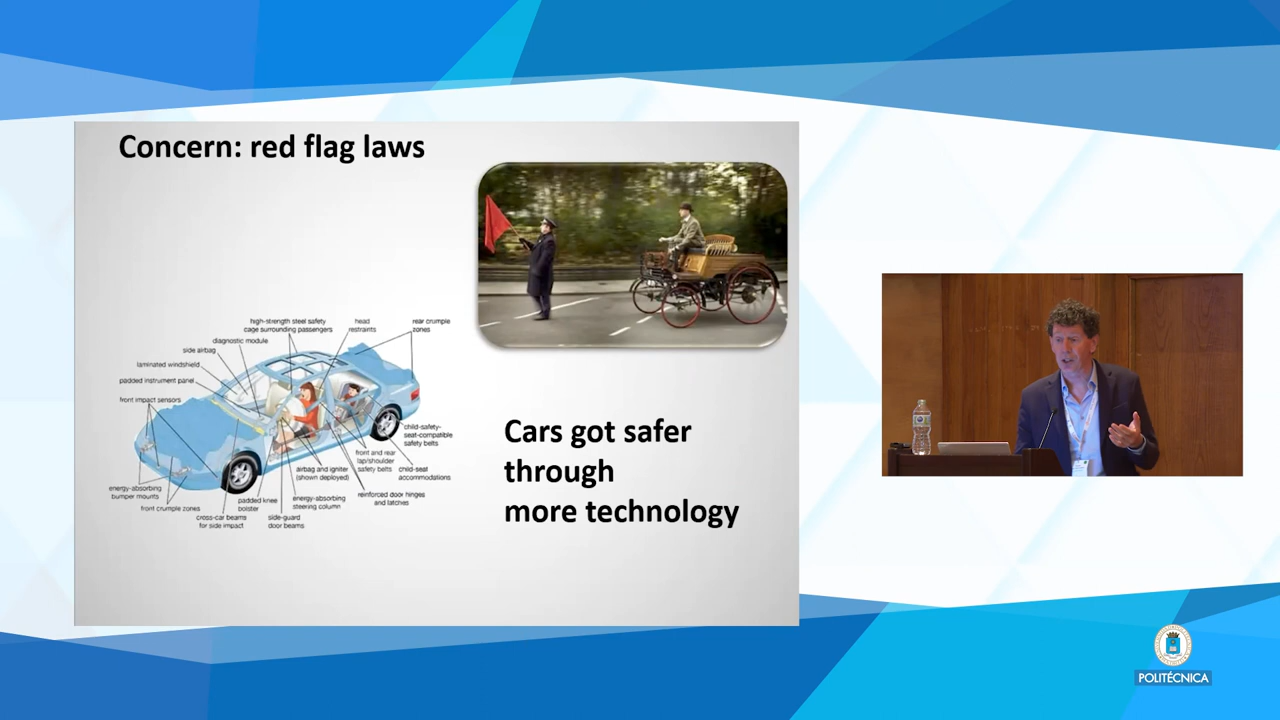 Concern: red flag laws
high-strength steel safety
cage surrounding passengers
head
restraints
rear crumple
zones
diagnostic module
side airbag
laminated windshield
padded instrument panel
front impact sensors
child-safety-
seat-compatible
safety belts
front and rear
lap/shoulder
safety belts
airbag and igniter
(shown deployed)
child-seat
accommodations
energy-absorbing
bumper mounts
front crumple zones
padded knee
bolster
cross-car beams
for side impact
side-guard
door beams
energy-absorbing
steering column
reinforced door hinges
and latches
Cars got safer
through
more technology
POLITÉCNICA